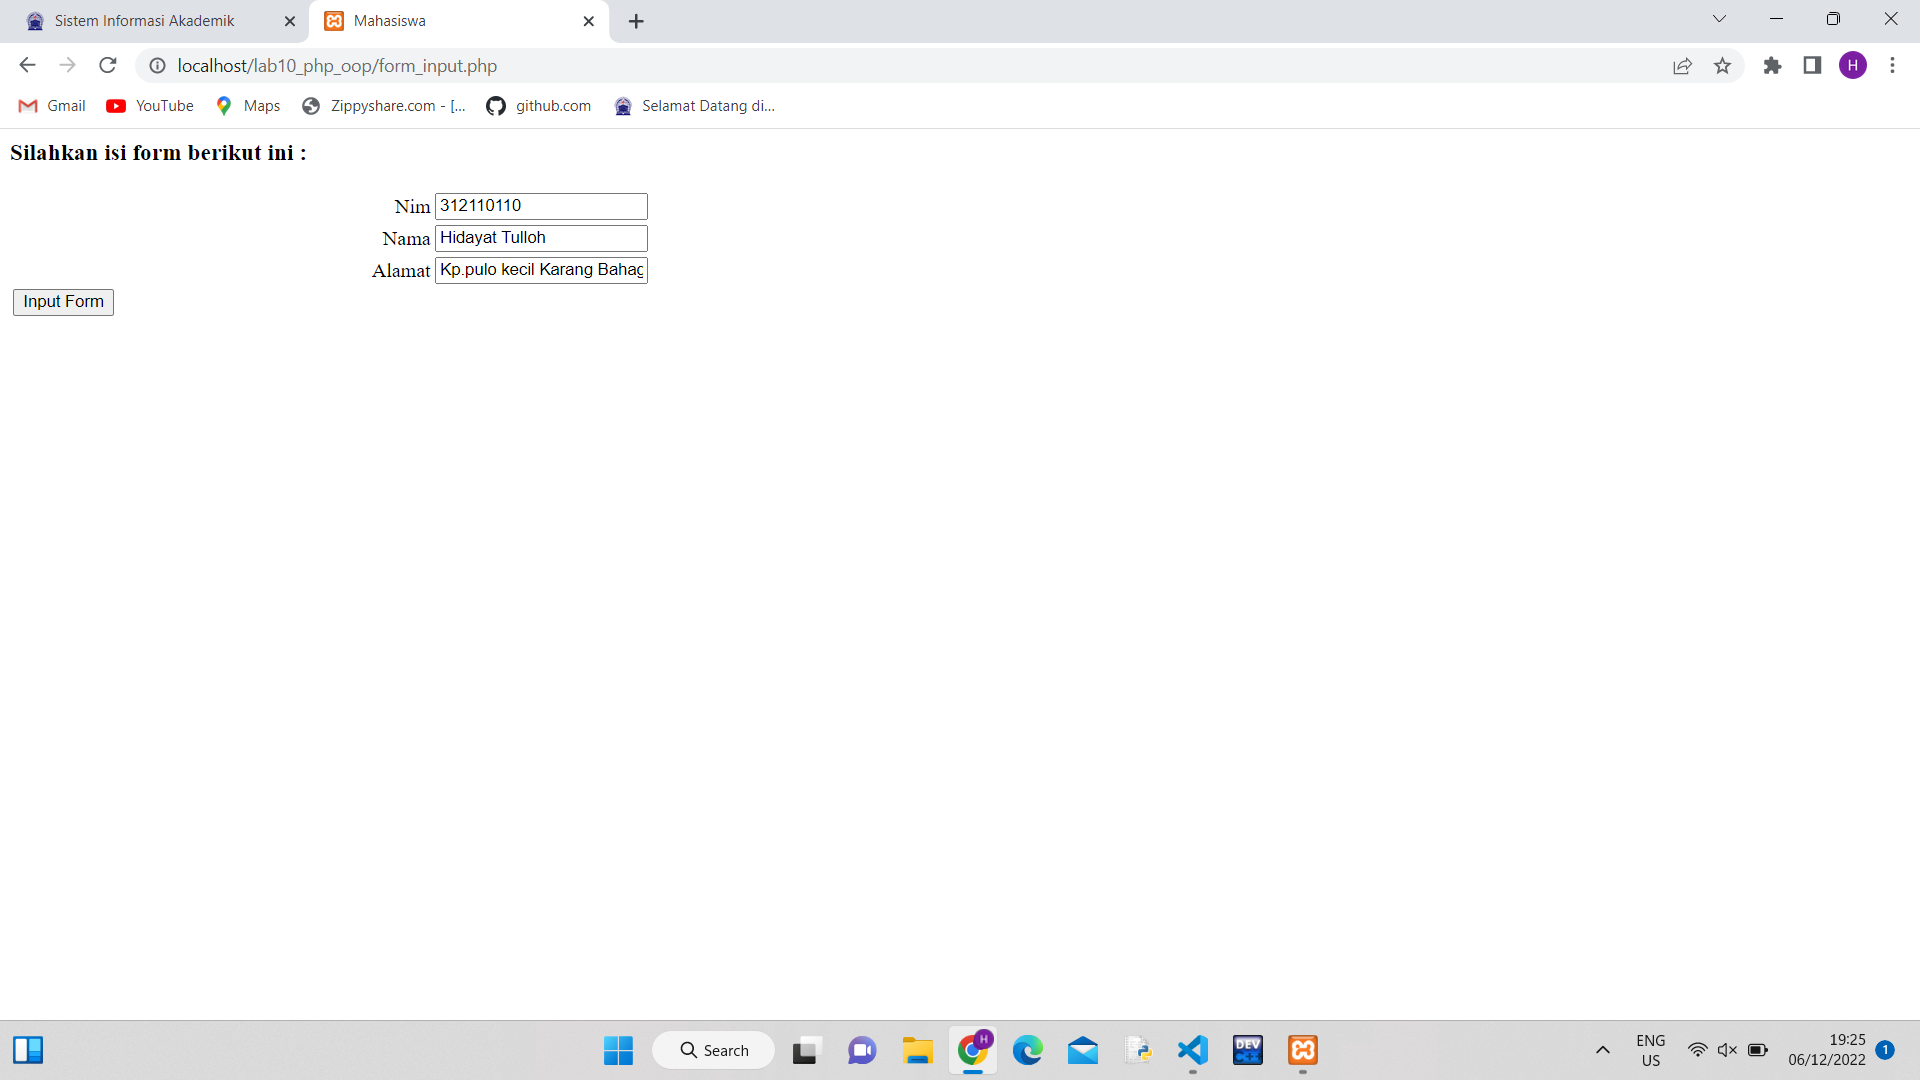 Sistem Informasi Akademik
Mahasiswa
localhost/lab10_php_oop/form_input.php
H
Gmail
YouTube
Maps
Zippyshare.com - [...
github.com
Selamat Datang di...
Silahkan isi form berikut ini :
Nim 312110110
Nama Hidayat Tulloh
Alamat Kp.pulo kecil Karang Bahag
Input Form
Search
H
DEV
C++
ENG
US
19:25
06/12/2022
1